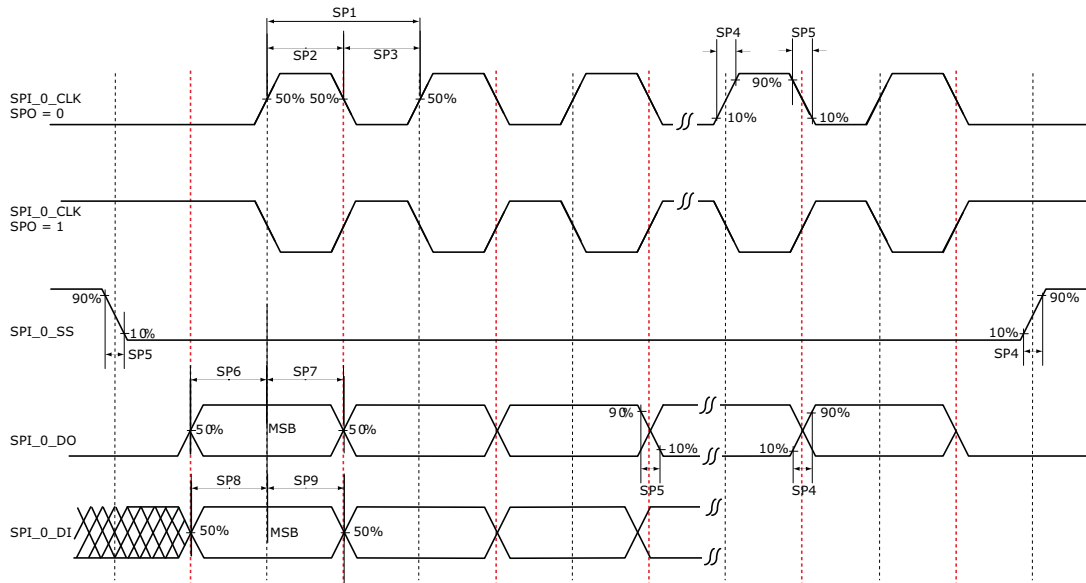 SP1
SP4 SP5
SP2 SP3
SPI_0_CLK
SPO = 0
50% 50% 50% 90%
10% 10%
SPI_0_CLK
SPO = 1
90% 90%
SPI_0_SS 10% 10%
SP5 SP4
SP6 SP7
90% 90%
SPI_0_DO 50% MSB 50% 10% 10%
SP5 SP4
SP8 SP9
SPI_0_DI 50% MSB 50%